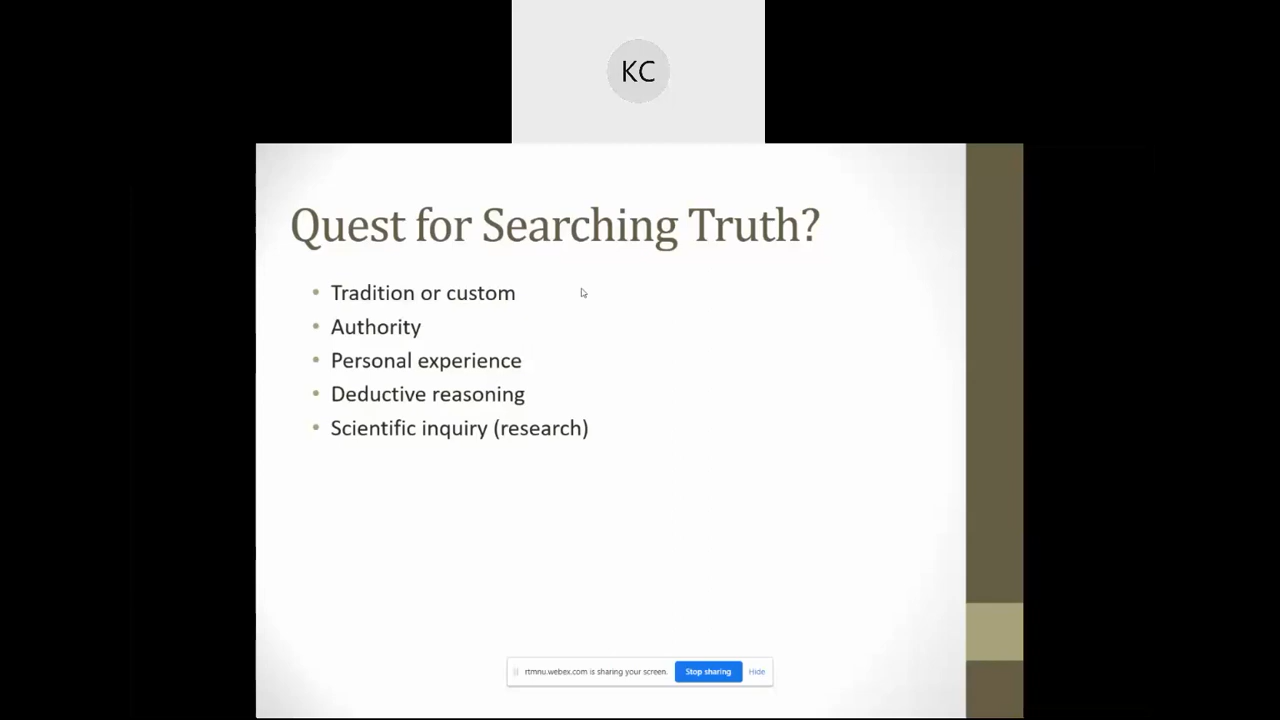 KC
Quest for Searching Truth?
• Tradition or custom
• Authority
• Personal experience
• Deductive reasoning
• Scientific inquiry (research)
rtmnu.webex.com is sharing your screen. Stop sharing Hide